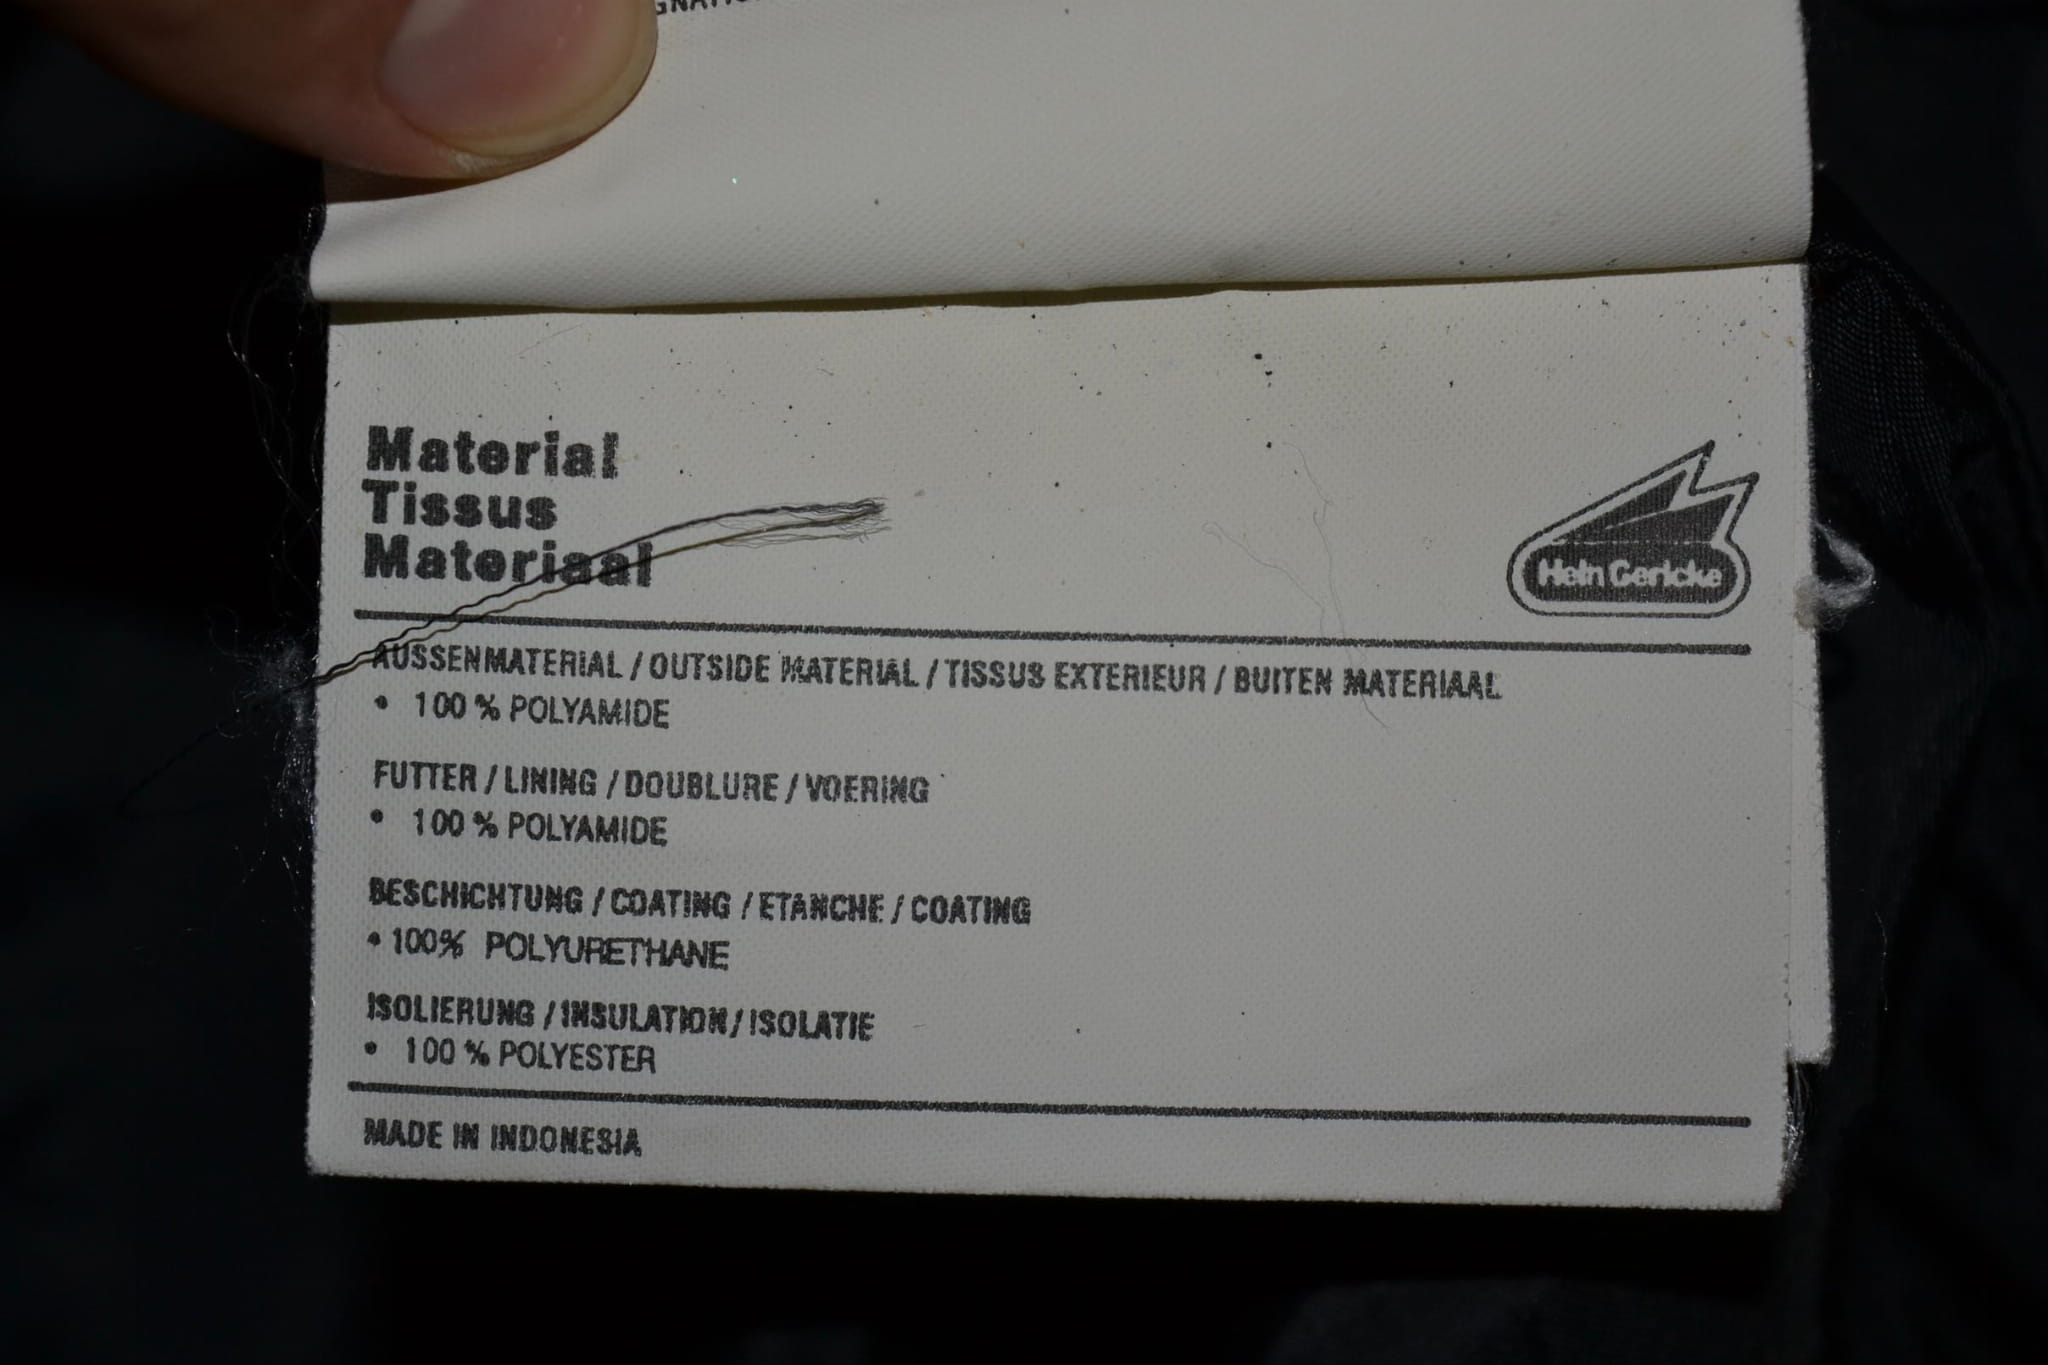 Material
Tissus
Materiaal
Hein Gericke
AUSSENMATERIAL / OUTSIDE MATERIAL / TISSUS EXTERIEUR / BUITEN MATERIAAL
• 100 % POLYAMIDE
FUTTER / LINING / DOUBLURE / VOERING
• 100 % POLYAMIDE
BESCHICHTUNG / COATING / ETANCHE / COATING
• 100% POLYURETHANE
ISOLIERUNG / INSULATION / ISOLATIE
• 100 % POLYESTER
MADE IN INDONESIA